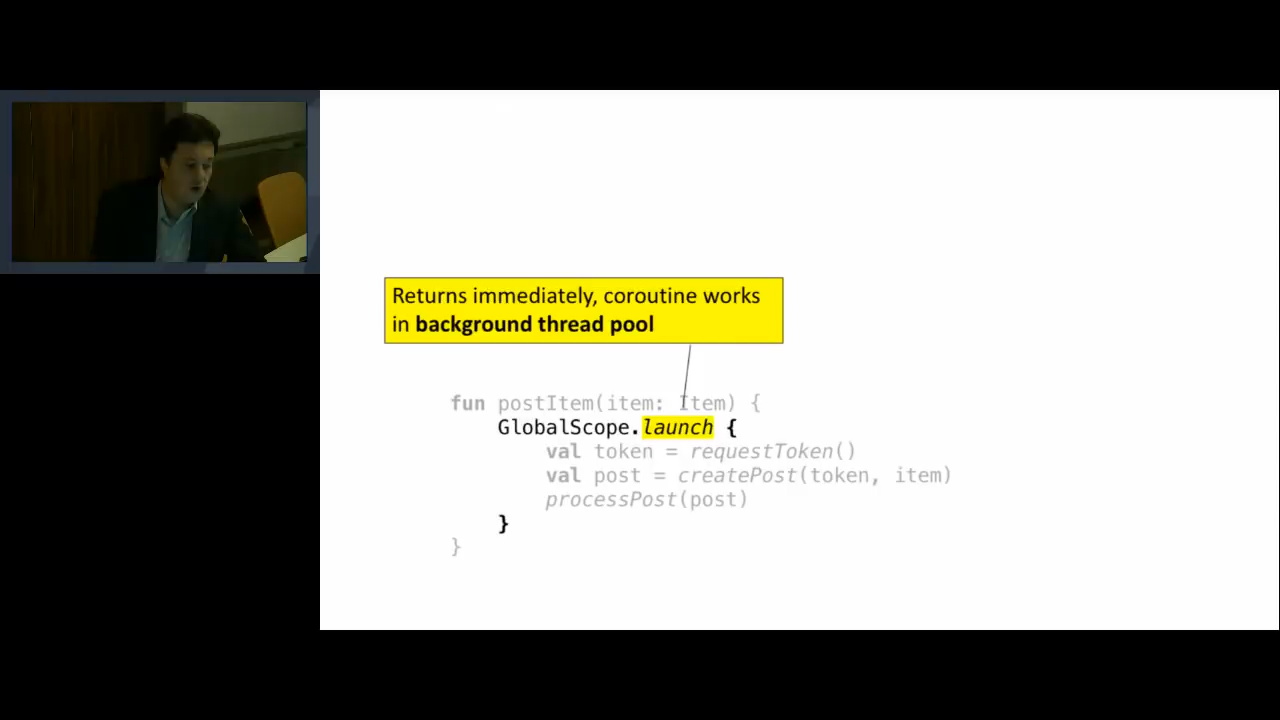 Returns immediately, coroutine works
in background thread pool
fun postItem(item: Item) {
GlobalScope.launch {
val token = requestToken()
val post = createPost(token, item)
processPost(post)
}
}